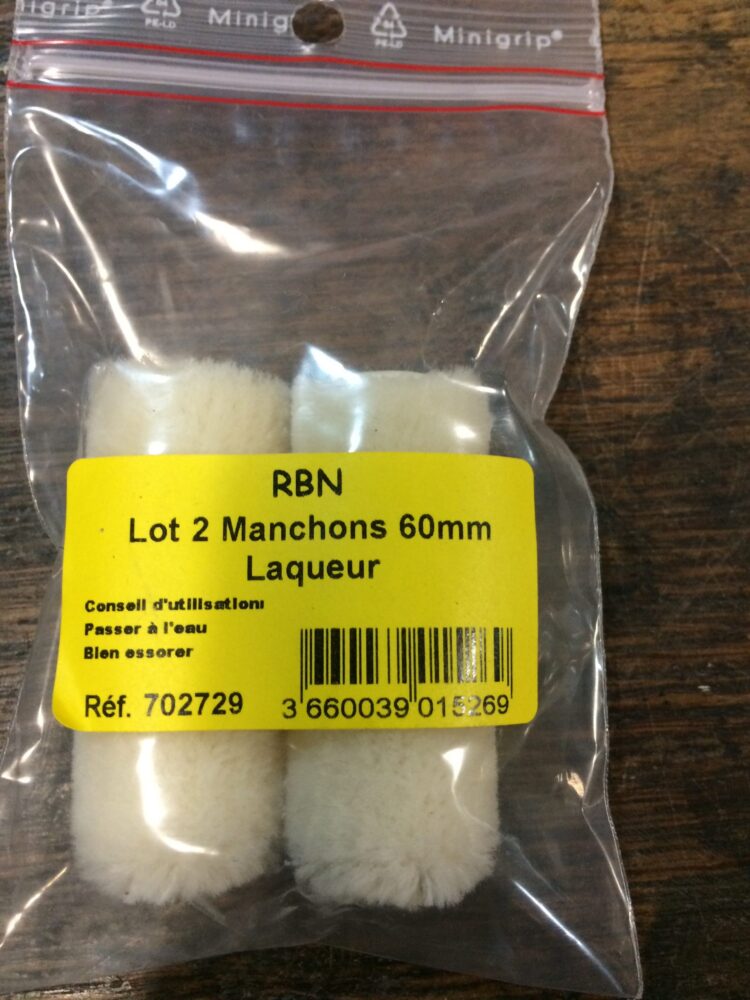 Minigrip®
Minig
Minigrip®
RBN
Lot 2 Manchons 60mm
Laqueur
Conseil d'utilisation:
Passer à l'eau
Bien essorer
Réf. 702729
3 660039 015269